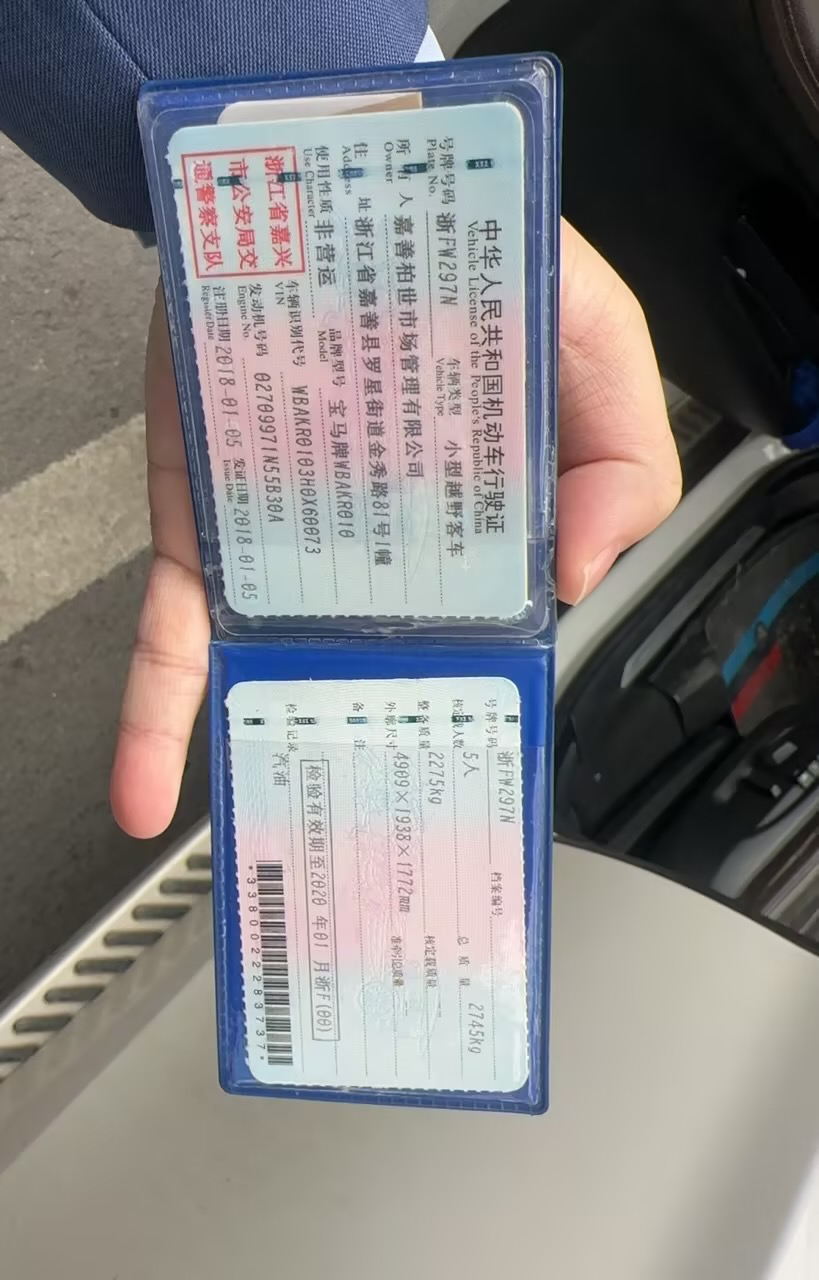 中华人民共和国机动车行驶证
Vehicle License of the People's Republic of China
号牌号码 浙FW297N 车辆类型 小型越野客车
Plate No. Vehicle Type
所有人 嘉善柏世市场管理有限公司
Owner
住址 浙江省嘉善县罗星街道金秀路81号1幢
Address
使用性质 非营运 品牌型号 宝马牌WBAKR010
Use Character Model
浙江省嘉兴
市公安局交
通警察支队
车辆识别代号 WBAKR0103H0X60073
VIN
发动机号码 02709971N55B30A
Engine No.
注册日期 2018-01-05 发证日期 2018-01-05
Register Date Issue Date
号牌号码 浙FW297N 档案编号
核定载人数 5人 总质量 2745kg
整备质量 2275kg 核定载质量 --
外廓尺寸 4909×1938×1772mm 准牵引总质量 --
备注
检验有效期至2020年01月浙F(00)
检验记录
汽油
*3380022283737*